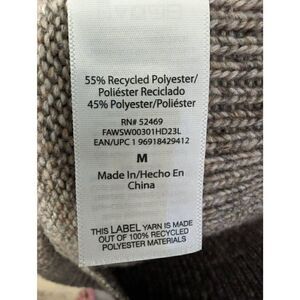 55% Recycled Polyester/
Poliéster Reciclado
45% Polyester/Poliéster
RN# 52469
FAWSW00301HD23L
EAN/UPC 1 96918429412
M
Made In/Hecho En
China
THIS LABEL YARN IS MADE
OUT OF 100% RECYCLED
POLYESTER MATERIALS